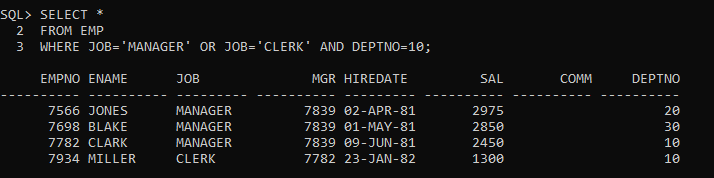 SQL> SELECT *
  2  FROM EMP
  3  WHERE JOB='MANAGER' OR JOB='CLERK' AND DEPTNO=10;
     EMPNO ENAME      JOB              MGR HIREDATE         SAL       COMM     DEPTNO
---------- ---------- ---------- ---------- --------- ---------- ---------- ----------
      7566 JONES      MANAGER         7839 02-APR-81       2975                    20
      7698 BLAKE      MANAGER         7839 01-MAY-81       2850                    30
      7782 CLARK      MANAGER         7839 09-JUN-81       2450                    10
      7934 MILLER     CLERK           7782 23-JAN-82       1300                    10